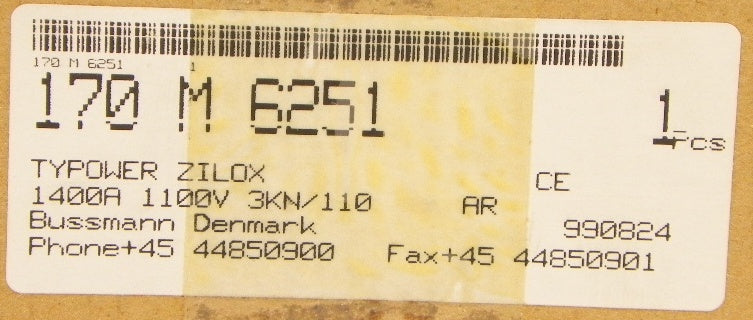 170 M 6251 1
170 M 6251 1 Pcs
TYPOWER ZILOX CE
1400A 1100V 3KN/110 AR
Bussmann Denmark 990824
Phone+45 44850900 Fax+45 44850901